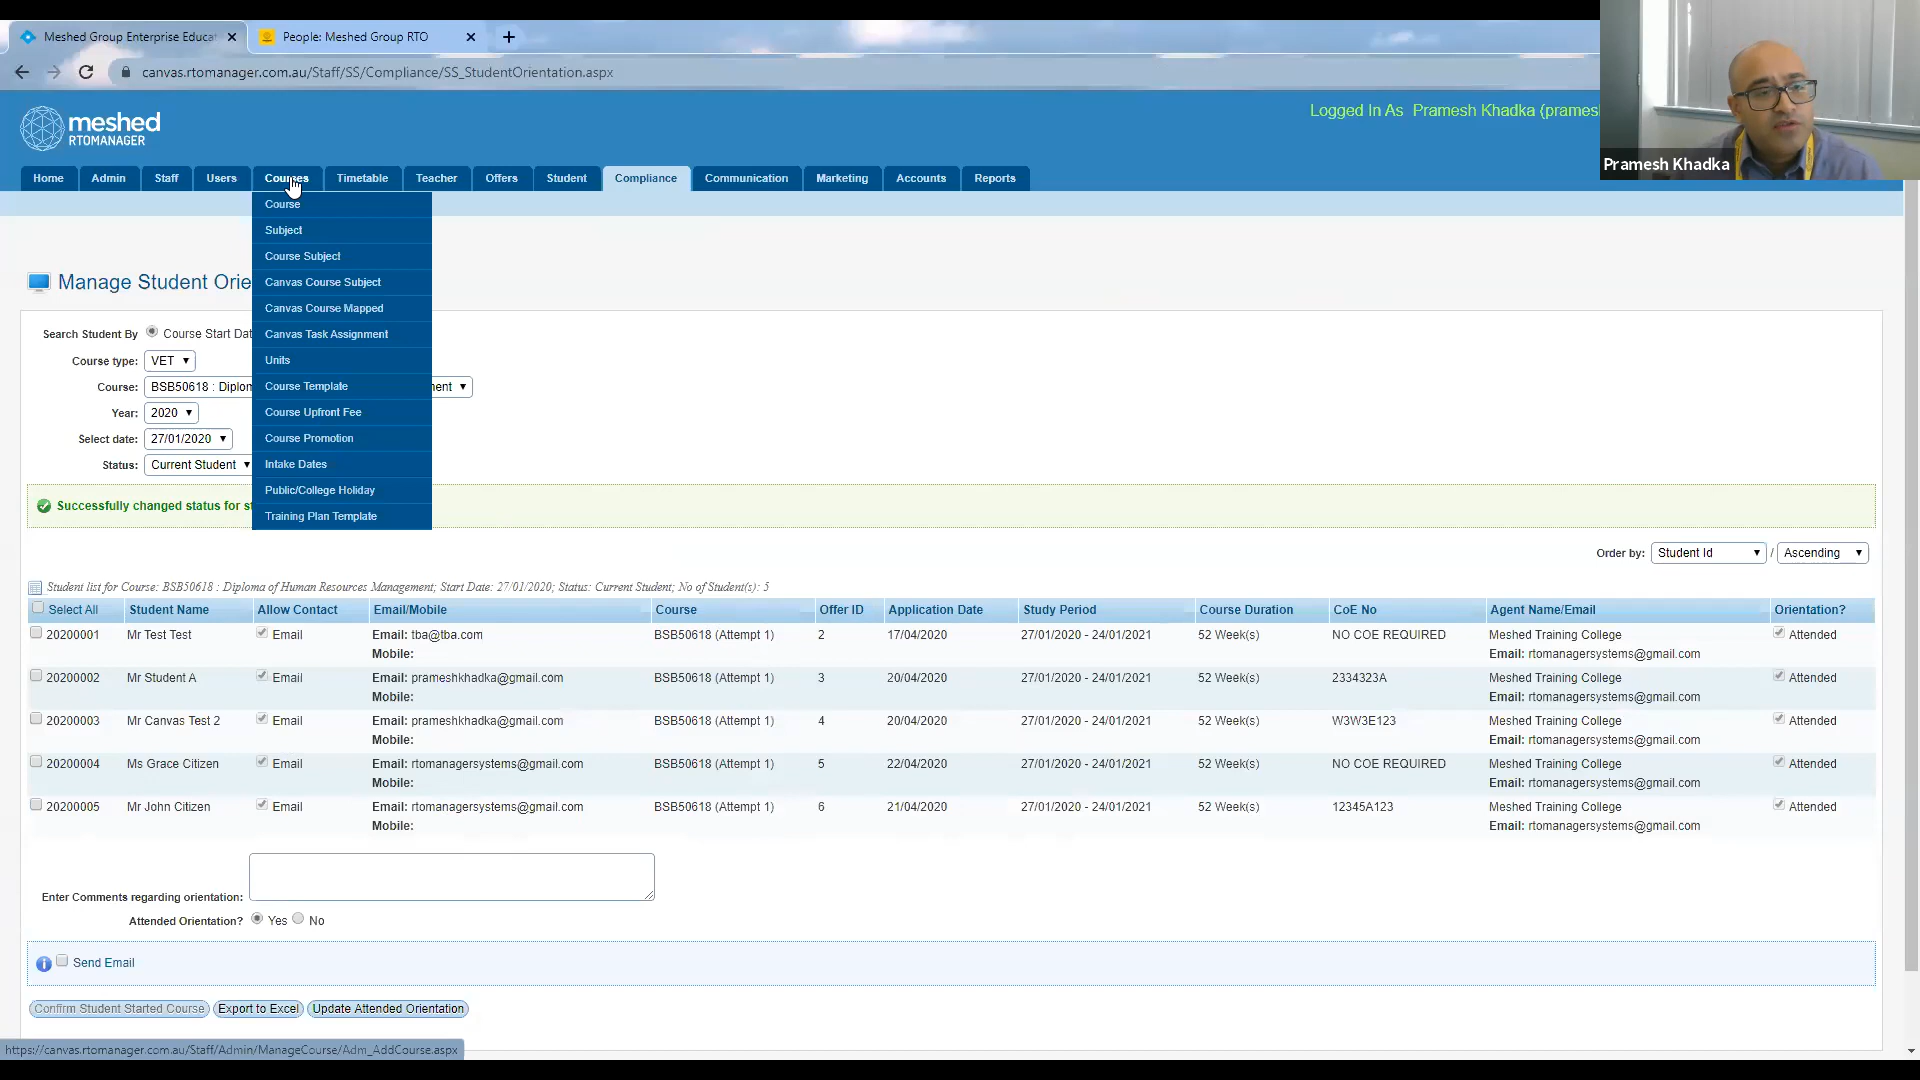 Meshed Group Enterprise Educat
People: Meshed Group RTO
canvas.rtomanager.com.au/Staff/SS/Compliance/SS_StudentOrientation.aspx
meshed
RTOMANAGER
Logged In As Pramesh Khadka (prames
Pramesh Khadka
Home Admin Staff Users Courses Timetable Teacher Offers Student Compliance Communication Marketing Accounts Reports
Course
Subject
Course Subject
Canvas Course Subject
Canvas Course Mapped
Canvas Task Assignment
Units
Course Template
Course Upfront Fee
Course Promotion
Intake Dates
Public/College Holiday
Training Plan Template
Manage Student Orie
Search Student By Course Start Dat
Course type: VET
Course: BSB50618 : Diplom ment
Year: 2020
Select date: 27/01/2020
Status: Current Student
Successfully changed status for st
Order by: Student Id / Ascending
Student list for Course: BSB50618 : Diploma of Human Resources Management; Start Date: 27/01/2020; Status: Current Student; No of Student(s): 5
Select All Student Name Allow Contact Email/Mobile Course Offer ID Application Date Study Period Course Duration CoE No Agent Name/Email Orientation?
20200001 Mr Test Test Email Email: tba@tba.com BSB50618 (Attempt 1) 2 17/04/2020 27/01/2020 - 24/01/2021 52 Week(s) NO COE REQUIRED Meshed Training College Attended
Mobile: Email: rtomanagersystems@gmail.com
20200002 Mr Student A Email Email: prameshkhadka@gmail.com BSB50618 (Attempt 1) 3 20/04/2020 27/01/2020 - 24/01/2021 52 Week(s) 2334323A Meshed Training College Attended
Mobile: Email: rtomanagersystems@gmail.com
20200003 Mr Canvas Test 2 Email Email: prameshkhadka@gmail.com BSB50618 (Attempt 1) 4 20/04/2020 27/01/2020 - 24/01/2021 52 Week(s) W3W3E123 Meshed Training College Attended
Mobile: Email: rtomanagersystems@gmail.com
20200004 Ms Grace Citizen Email Email: rtomanagersystems@gmail.com BSB50618 (Attempt 1) 5 22/04/2020 27/01/2020 - 24/01/2021 52 Week(s) NO COE REQUIRED Meshed Training College Attended
Mobile: Email: rtomanagersystems@gmail.com
20200005 Mr John Citizen Email Email: rtomanagersystems@gmail.com BSB50618 (Attempt 1) 6 21/04/2020 27/01/2020 - 24/01/2021 52 Week(s) 12345A123 Meshed Training College Attended
Mobile: Email: rtomanagersystems@gmail.com
Enter Comments regarding orientation:
Attended Orientation? Yes No
Send Email
Confirm Student Started Course Export to Excel Update Attended Orientation
https://canvas.rtomanager.com.au/Staff/Admin/ManageCourse/Adm_AddCourse.aspx